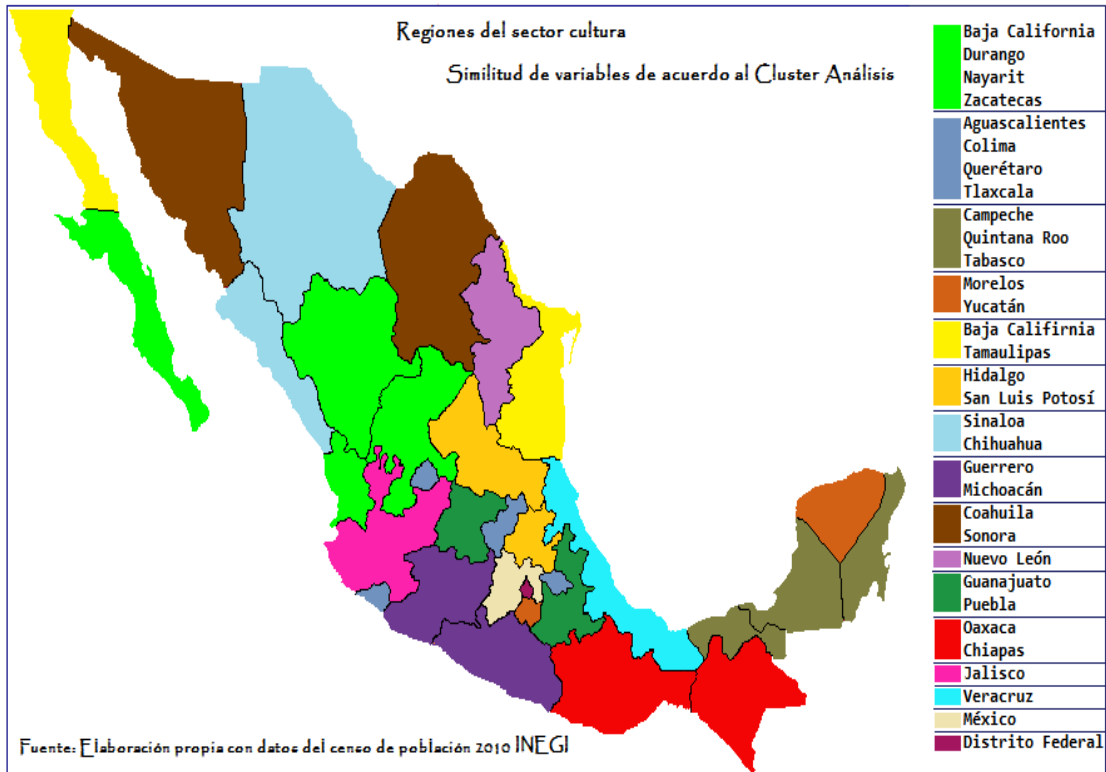 Regiones del sector cultura
Similitud de variables de acuerdo al Cluster Análisis
Baja California
Durango
Nayarit
Zacatecas
Aguascalientes
Colima
Querétaro
Tlaxcala
Campeche
Quintana Roo
Tabasco
Morelos
Yucatán
Baja Califirnia
Tamaulipas
Hidalgo
San Luis Potosí
Sinaloa
Chihuahua
Guerrero
Michoacán
Coahuila
Sonora
Nuevo León
Guanajuato
Puebla
Oaxaca
Chiapas
Jalisco
Veracruz
México
Distrito Federal
Fuente: Elaboración propia con datos del censo de población 2010 INEGI